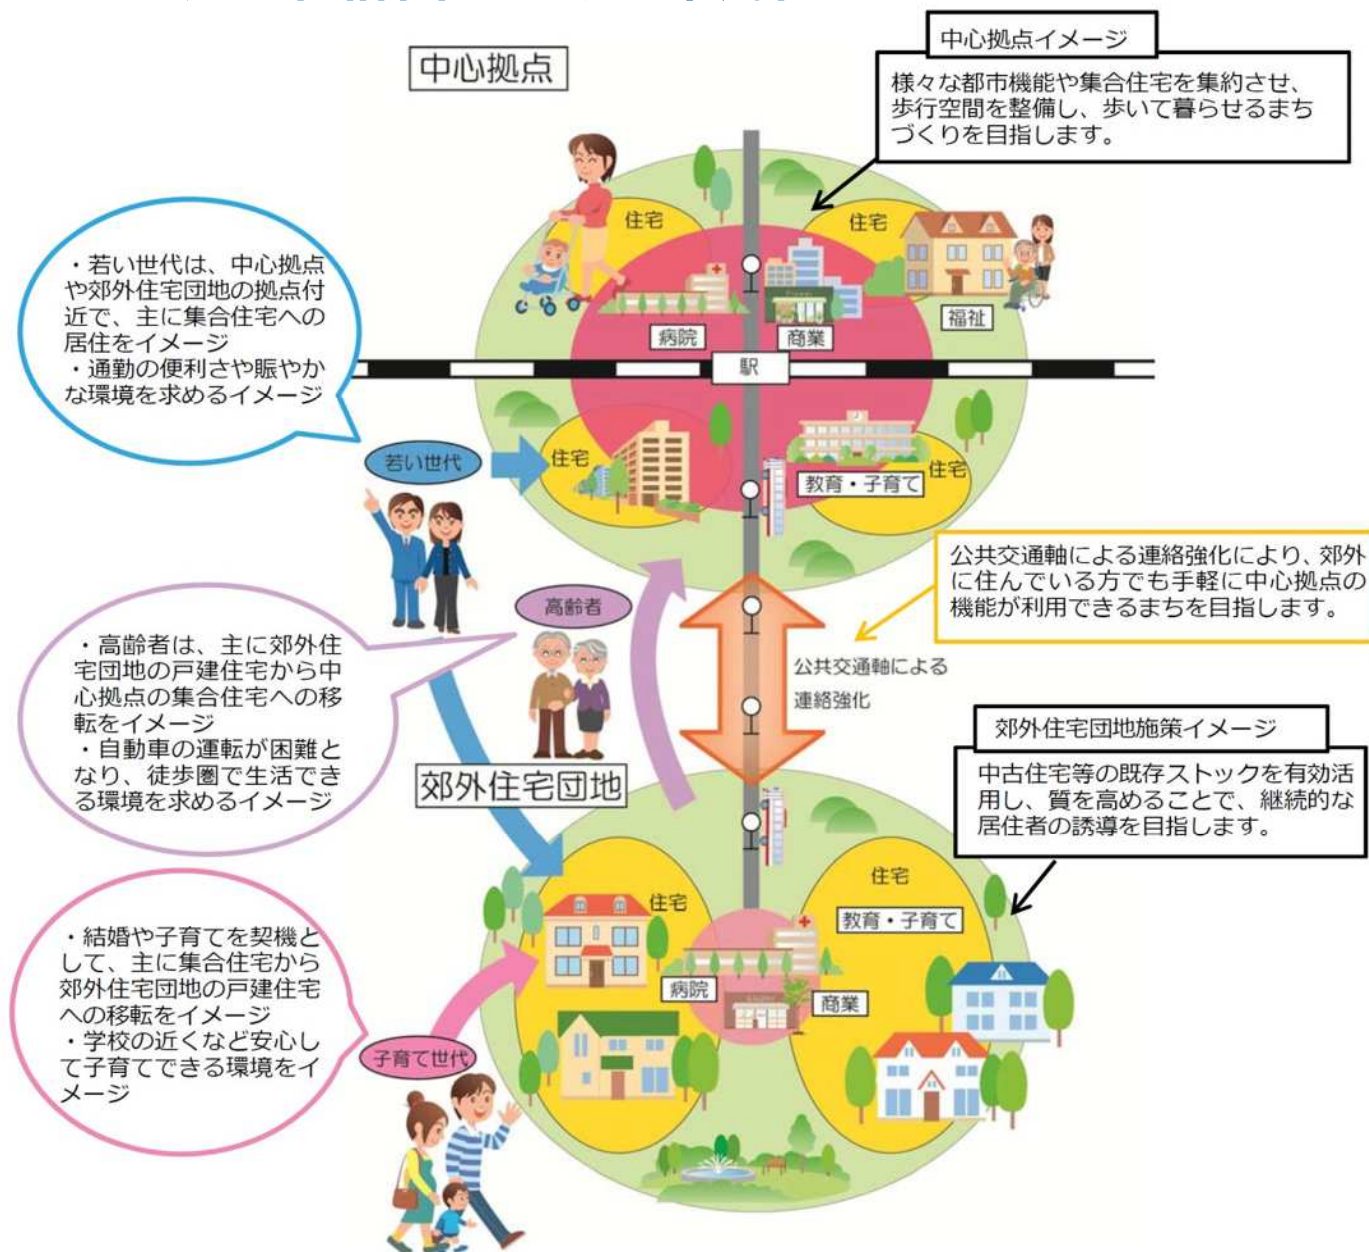 中心拠点
中心拠点イメージ
様々な都市機能や集合住宅を集約させ、
歩行空間を整備し、歩いて暮らせるまち
づくりを目指します。
住宅
住宅
病院
商業
福祉
駅
・若い世代は、中心拠点
や郊外住宅団地の拠点付
近で、主に集合住宅への
居住をイメージ
・通勤の便利さや賑やか
な環境を求めるイメージ
若い世代
住宅
教育・子育て
住宅
公共交通軸による連絡強化により、郊外
に住んでいる方でも手軽に中心拠点の
機能が利用できるまちを目指します。
高齢者
・高齢者は、主に郊外住
宅団地の戸建住宅から中
心拠点の集合住宅への移
転をイメージ
・自動車の運転が困難と
なり、徒歩圏で生活でき
る環境を求めるイメージ
公共交通軸による
連絡強化
郊外住宅団地
郊外住宅団地施策イメージ
中古住宅等の既存ストックを有効活
用し、質を高めることで、継続的な
居住者の誘導を目指します。
住宅
住宅
教育・子育て
病院
商業
・結婚や子育てを契機と
して、主に集合住宅から
郊外住宅団地の戸建住宅
への移転をイメージ
・学校の近くなど安心し
て子育てできる環境をイ
メージ
子育て世代